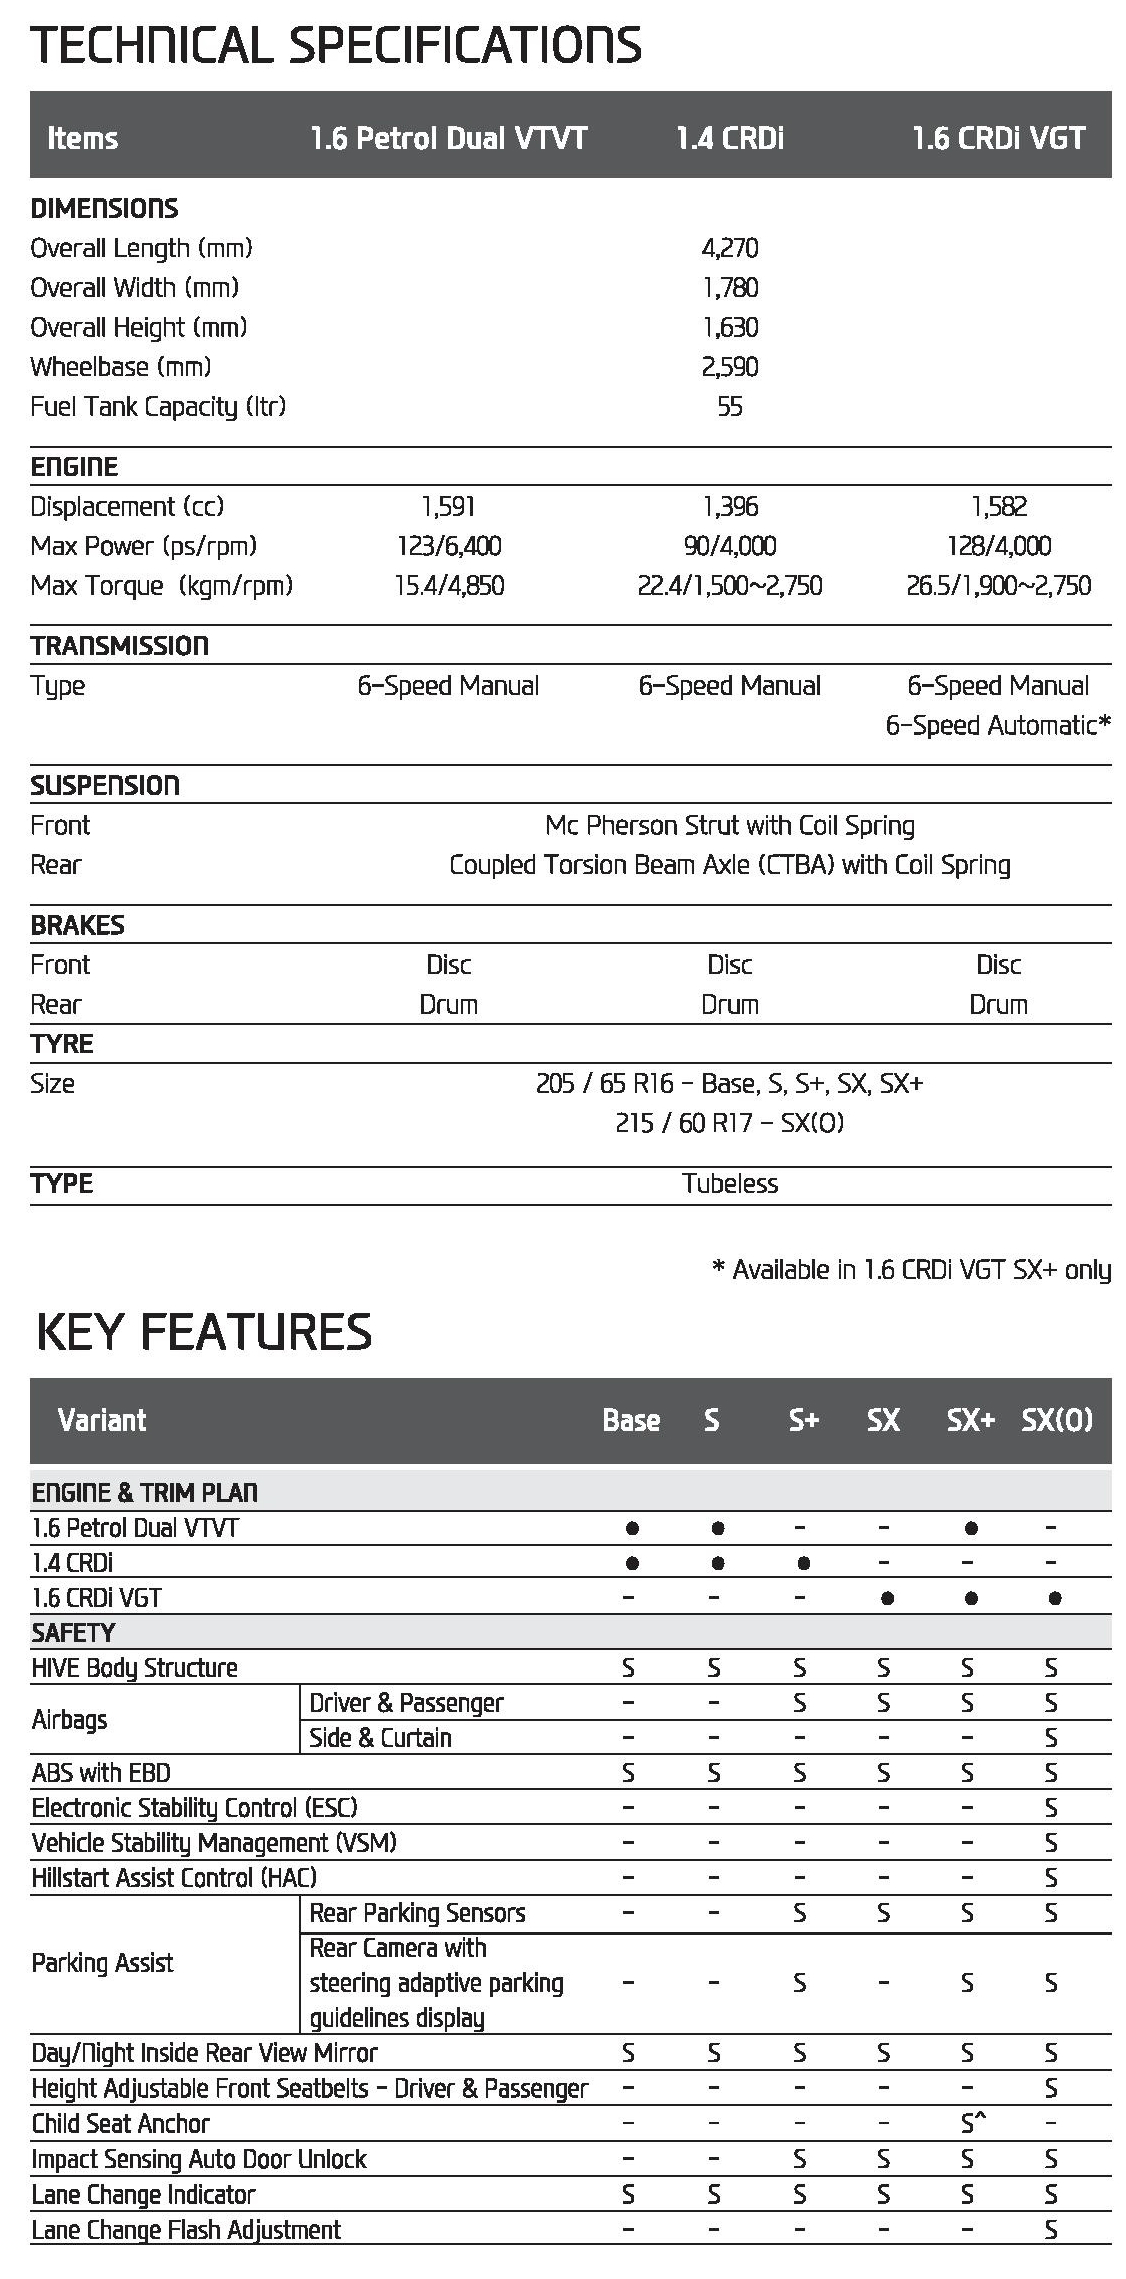 TECHNICAL SPECIFICATIONS
Items 1.6 Petrol Dual VTVT 1.4 CRDi 1.6 CRDi VGT
DIMENSIONS
Overall Length (mm) 4,270
Overall Width (mm) 1,780
Overall Height (mm) 1,630
Wheelbase (mm) 2,590
Fuel Tank Capacity (ltr) 55
ENGINE
Displacement (cc) 1,591 1,396 1,582
Max Power (ps/rpm) 123/6,400 90/4,000 128/4,000
Max Torque (kgm/rpm) 15.4/4,850 22.4/1,500~2,750 26.5/1,900~2,750
TRANSMISSION
Type 6-Speed Manual 6-Speed Manual 6-Speed Manual
6-Speed Automatic*
SUSPENSION
Front Mc Pherson Strut with Coil Spring
Rear Coupled Torsion Beam Axle (CTBA) with Coil Spring
BRAKES
Front Disc Disc Disc
Rear Drum Drum Drum
TYRE
Size 205 / 65 R16 - Base, S, S+, SX, SX+
215 / 60 R17 - SX(O)
TYPE Tubeless
* Available in 1.6 CRDi VGT SX+ only
KEY FEATURES
Variant Base S S+ SX SX+ SX(O)
ENGINE & TRIM PLAN
1.6 Petrol Dual VTVT ● ● - - ● -
1.4 CRDi ● ● ● - - -
1.6 CRDi VGT - - - ● ● ●
SAFETY
HIVE Body Structure S S S S S S
Airbags Driver & Passenger - - S S S S
Side & Curtain - - - - - S
ABS with EBD S S S S S S
Electronic Stability Control (ESC) - - - - - S
Vehicle Stability Management (VSM) - - - - - S
Hillstart Assist Control (HAC) - - - - - S
Parking Assist Rear Parking Sensors - - S S S S
Rear Camera with
steering adaptive parking - - S - S S
guidelines display
Day/Night Inside Rear View Mirror S S S S S S
Height Adjustable Front Seatbelts - Driver & Passenger - - - - - S
Child Seat Anchor - - - - S^ -
Impact Sensing Auto Door Unlock - - S S S S
Lane Change Indicator S S S S S S
Lane Change Flash Adjustment - - - - - S